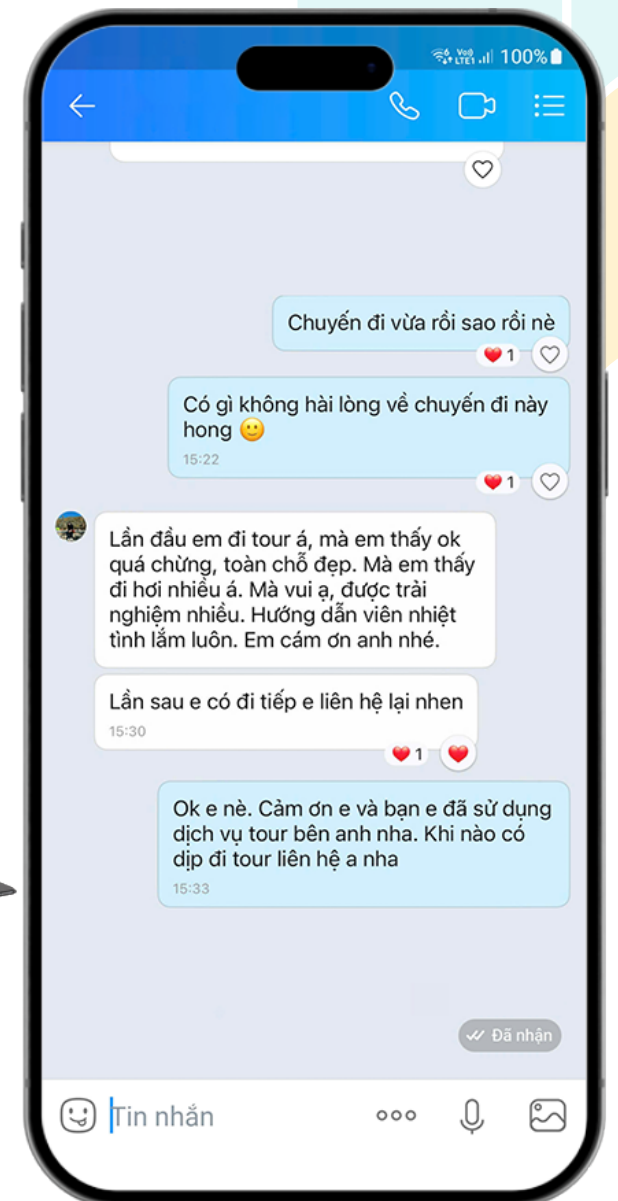 Vo)) LTE1 100%
Chuyến đi vừa rồi sao rồi nè
1
Có gì không hài lòng về chuyến đi này
hong
15:22
1
Lần đầu em đi tour á, mà em thấy ok
quá chừng, toàn chỗ đẹp. Mà em thấy
đi hơi nhiều á. Mà vui ạ, được trải
nghiệm nhiều. Hướng dẫn viên nhiệt
tình lắm luôn. Em cám ơn anh nhé.
Lần sau e có đi tiếp e liên hệ lại nhen
15:30
1
Ok e nè. Cảm ơn e và bạn e đã sử dụng
dịch vụ tour bên anh nha. Khi nào có
dịp đi tour liên hệ a nha
15:33
Đã nhận
Tin nhắn